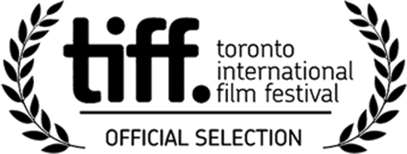 tiff.
toronto
international
film festival
OFFICIAL SELECTION